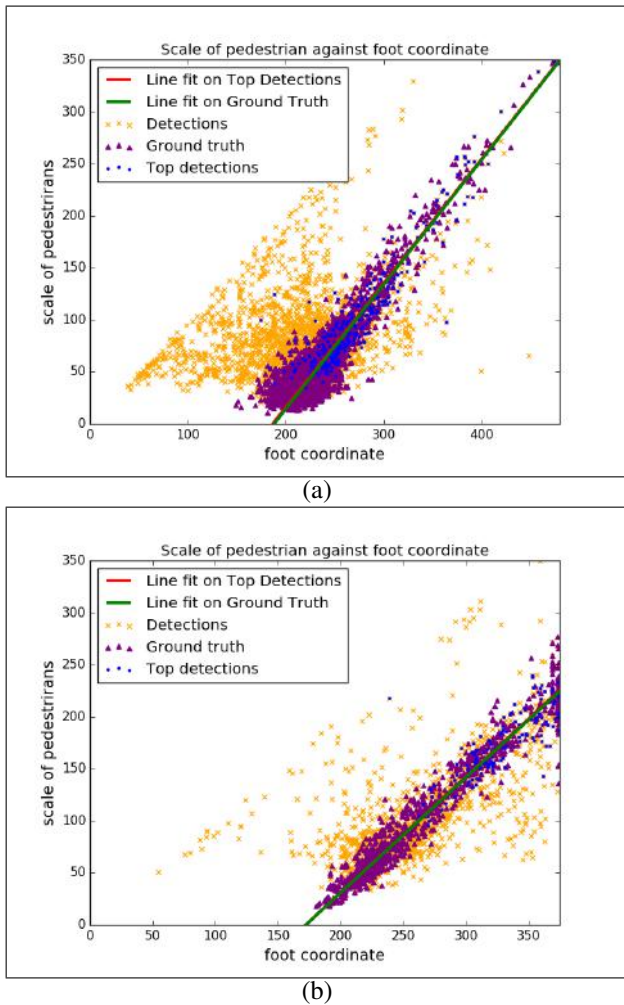 Scale of pedestrian against foot coordinate
350
300
250
200
150
100
50
0
scale of pedestrirans
Line fit on Top Detections
Line fit on Ground Truth
Detections
Ground truth
Top detections
0 100 200 300 400
foot coordinate
(a)
Scale of pedestrian against foot coordinate
350
300
250
200
150
100
50
0
scale of pedestrirans
Line fit on Top Detections
Line fit on Ground Truth
Detections
Ground truth
Top detections
0 50 100 150 200 250 300 350
foot coordinate
(b)